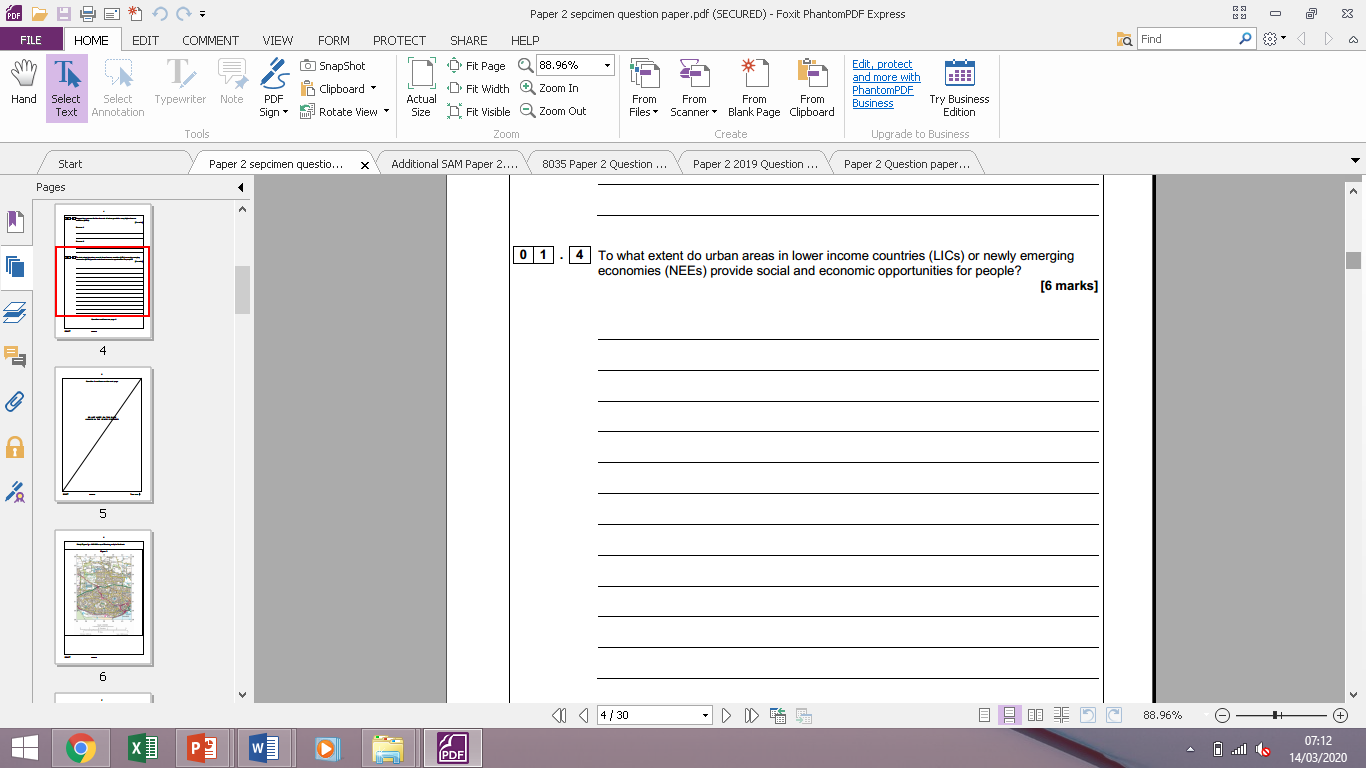 Paper 2 sepcimen question paper.pdf (SECURED) - Foxit PhantomPDF Express
FILE HOME EDIT COMMENT VIEW FORM PROTECT SHARE HELP
Find
Hand
Select Text
Select Annotation
Typewriter
Note
PDF Sign
SnapShot
Clipboard
Rotate View
Tools
Actual Size
Fit Page
Fit Width
Fit Visible
88.96%
Zoom In
Zoom Out
Zoom
From Files
From Scanner
From Blank Page
From Clipboard
Create
Edit, protect
and more with
PhantomPDF
Business
Try Business Edition
Upgrade to Business
Start
Paper 2 sepcimen questio...
Additional SAM Paper 2....
8035 Paper 2 Question ...
Paper 2 2019 Question ...
Paper 2 Question paper...
Pages
4
5
6
0 1 . 4 To what extent do urban areas in lower income countries (LICs) or newly emerging
economies (NEEs) provide social and economic opportunities for people?
[6 marks]
4 / 30
88.96%
PDF
07:12
14/03/2020